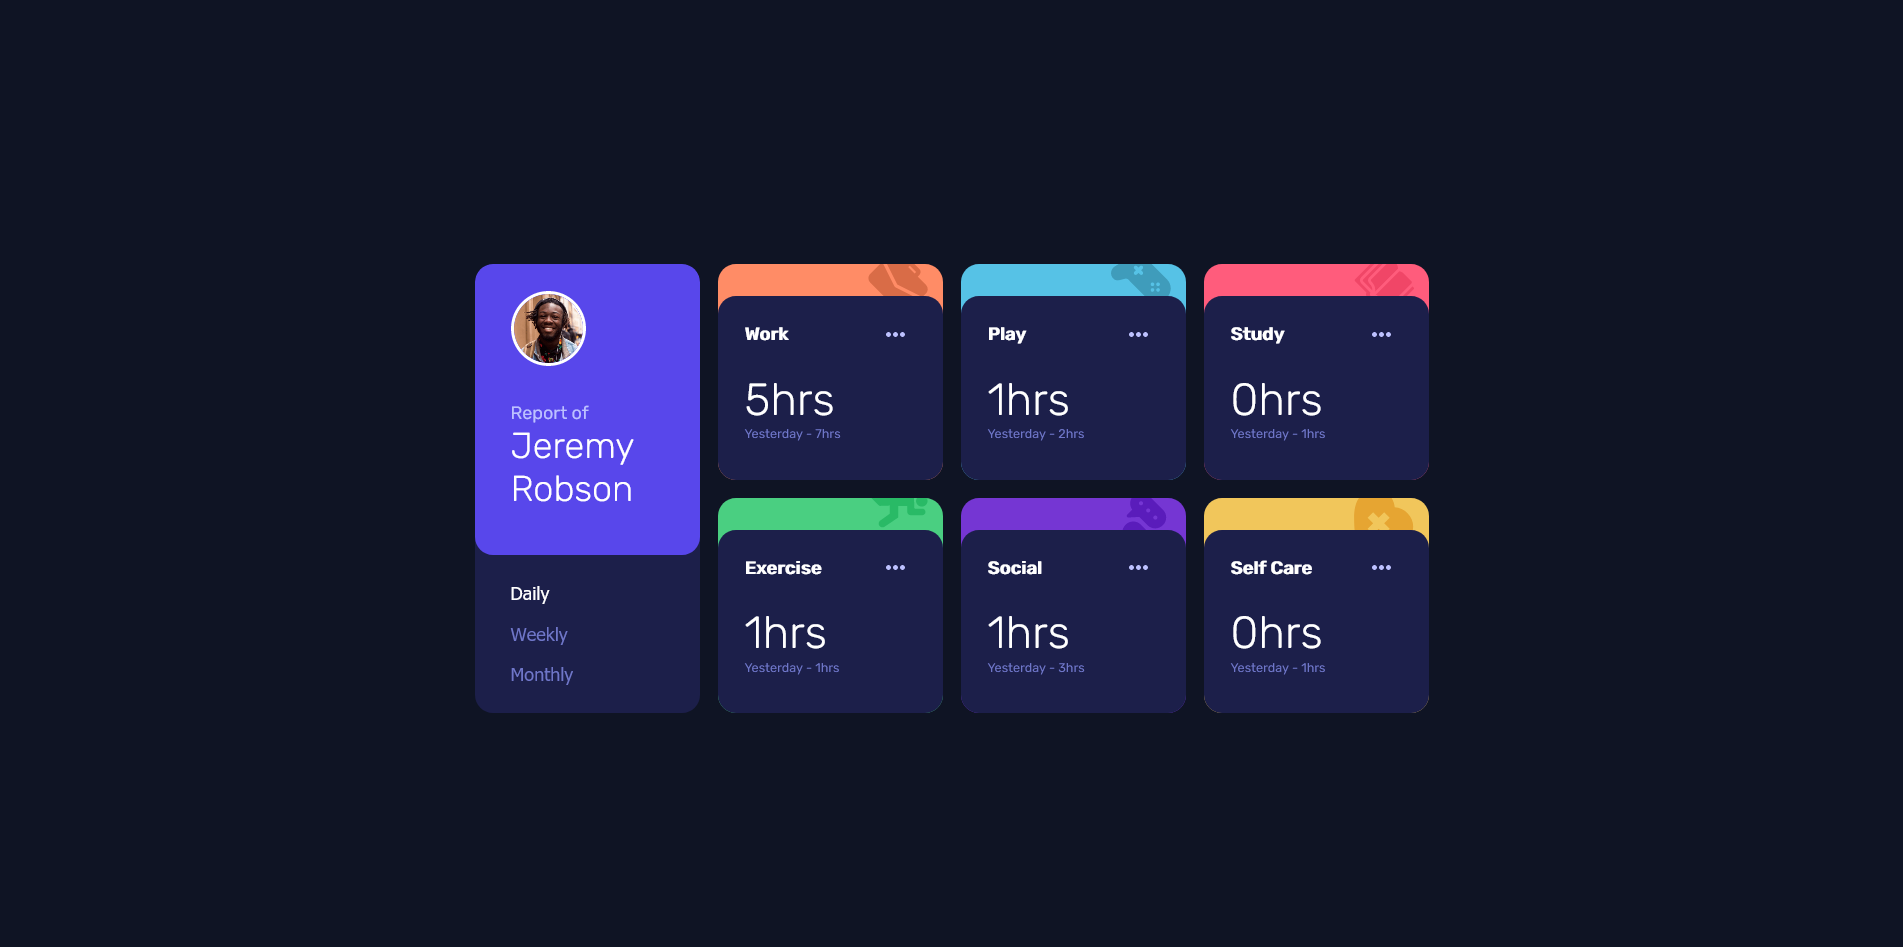 Report of
Jeremy
Robson
Daily
Weekly
Monthly
Work
5hrs
Yesterday - 7hrs
Play
1hrs
Yesterday - 2hrs
Study
0hrs
Yesterday - 1hrs
Exercise
1hrs
Yesterday - 1hrs
Social
1hrs
Yesterday - 3hrs
Self Care
0hrs
Yesterday - 1hrs